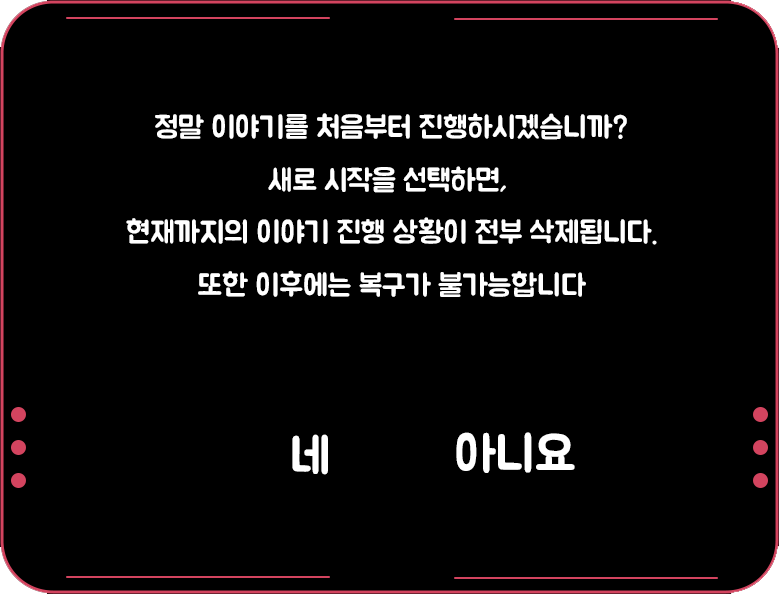 정말 이야기를 처음부터 진행하시겠습니까?
새로 시작을 선택하면,
현재까지의 이야기 진행 상황이 전부 삭제됩니다.
또한 이후에는 복구가 불가능합니다
네 아니요